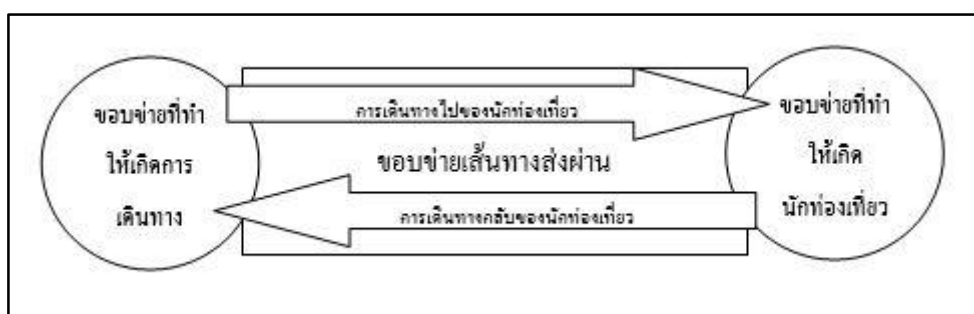 ขอบข่ายที่ทำ
ให้เกิดการ
เดินทาง
การเดินทางไปของนักท่องเที่ยว
ขอบข่ายเส้นทางส่งผ่าน
การเดินทางกลับของนักท่องเที่ยว
ขอบข่ายที่ทำ
ให้เกิด
นักท่องเที่ยว